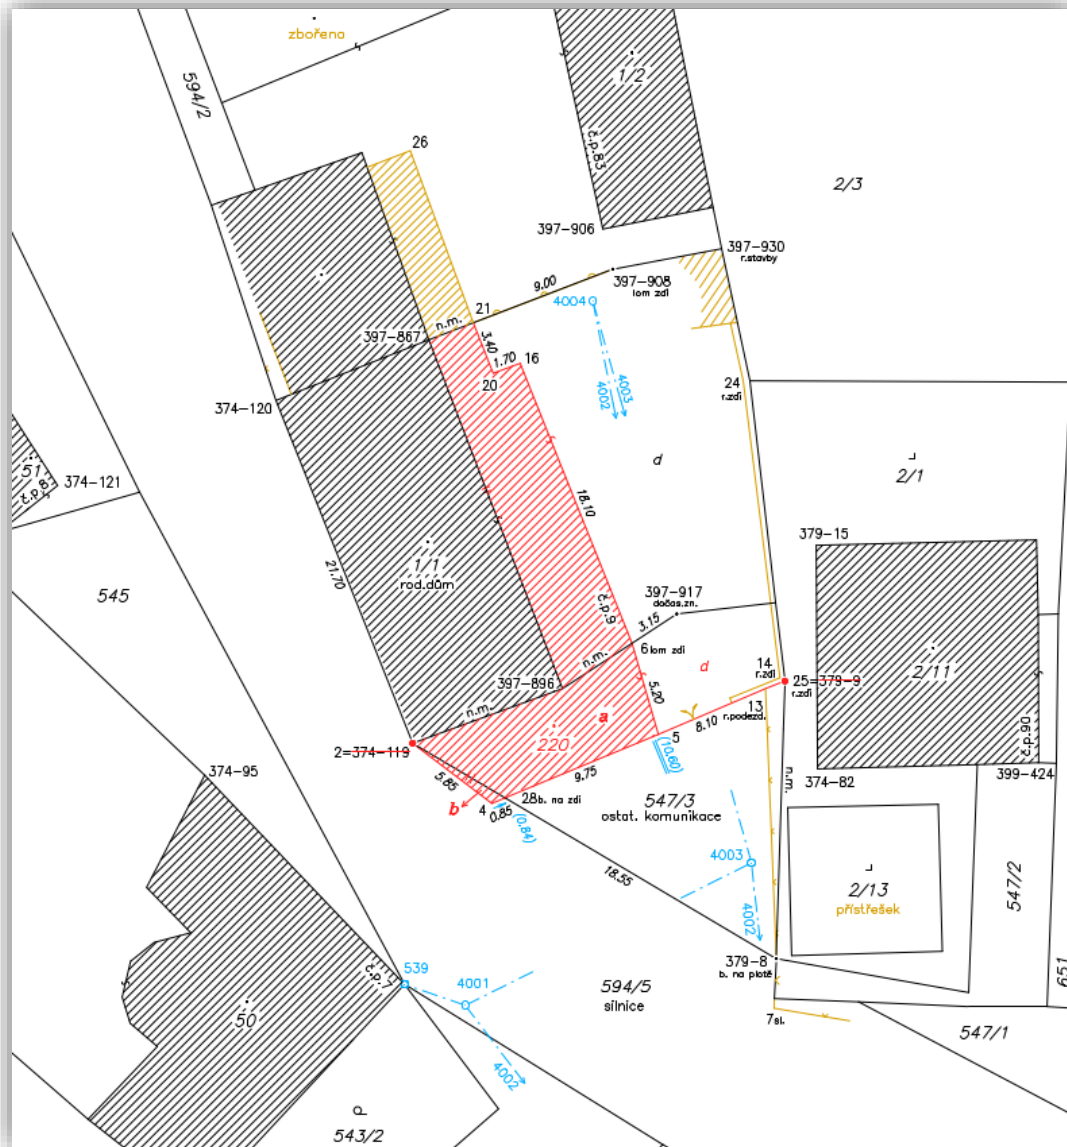 zbořena
594/2
1/2
č.p.83
26
2/3
397-906
397-930
r.stavby
397-908
lom zdí
9.00
4004
21
n.m.
397-867
3.40
1.70
16
20
4003
4002
24
r.zdi
374-120
d
51
č.p.8
374-121
2/1
379-15
18.10
21.70
1/1
rod.dům
545
č.p.9
397-917
dočas.zn.
3.15
6 lom zdí
n.m.
d
14
r.zdi
25=379-9
r.zdi
2/11
č.p.90
397-896
n.m.
5.20
a
13
r.podezd.
8.10
220
5
(10.60)
2=374-119
5.85
9.75
n.m.
374-82
399-424
374-95
b
4
0.85
(0.84)
28 b. na zdi
547/3
ostat. komunikace
18.55
4003
4002
2/13
přístřešek
547/2
379-8
b. na plotě
651
č.p.7
539
4001
4002
50
594/5
silnice
7 sl.
547/1
543/2